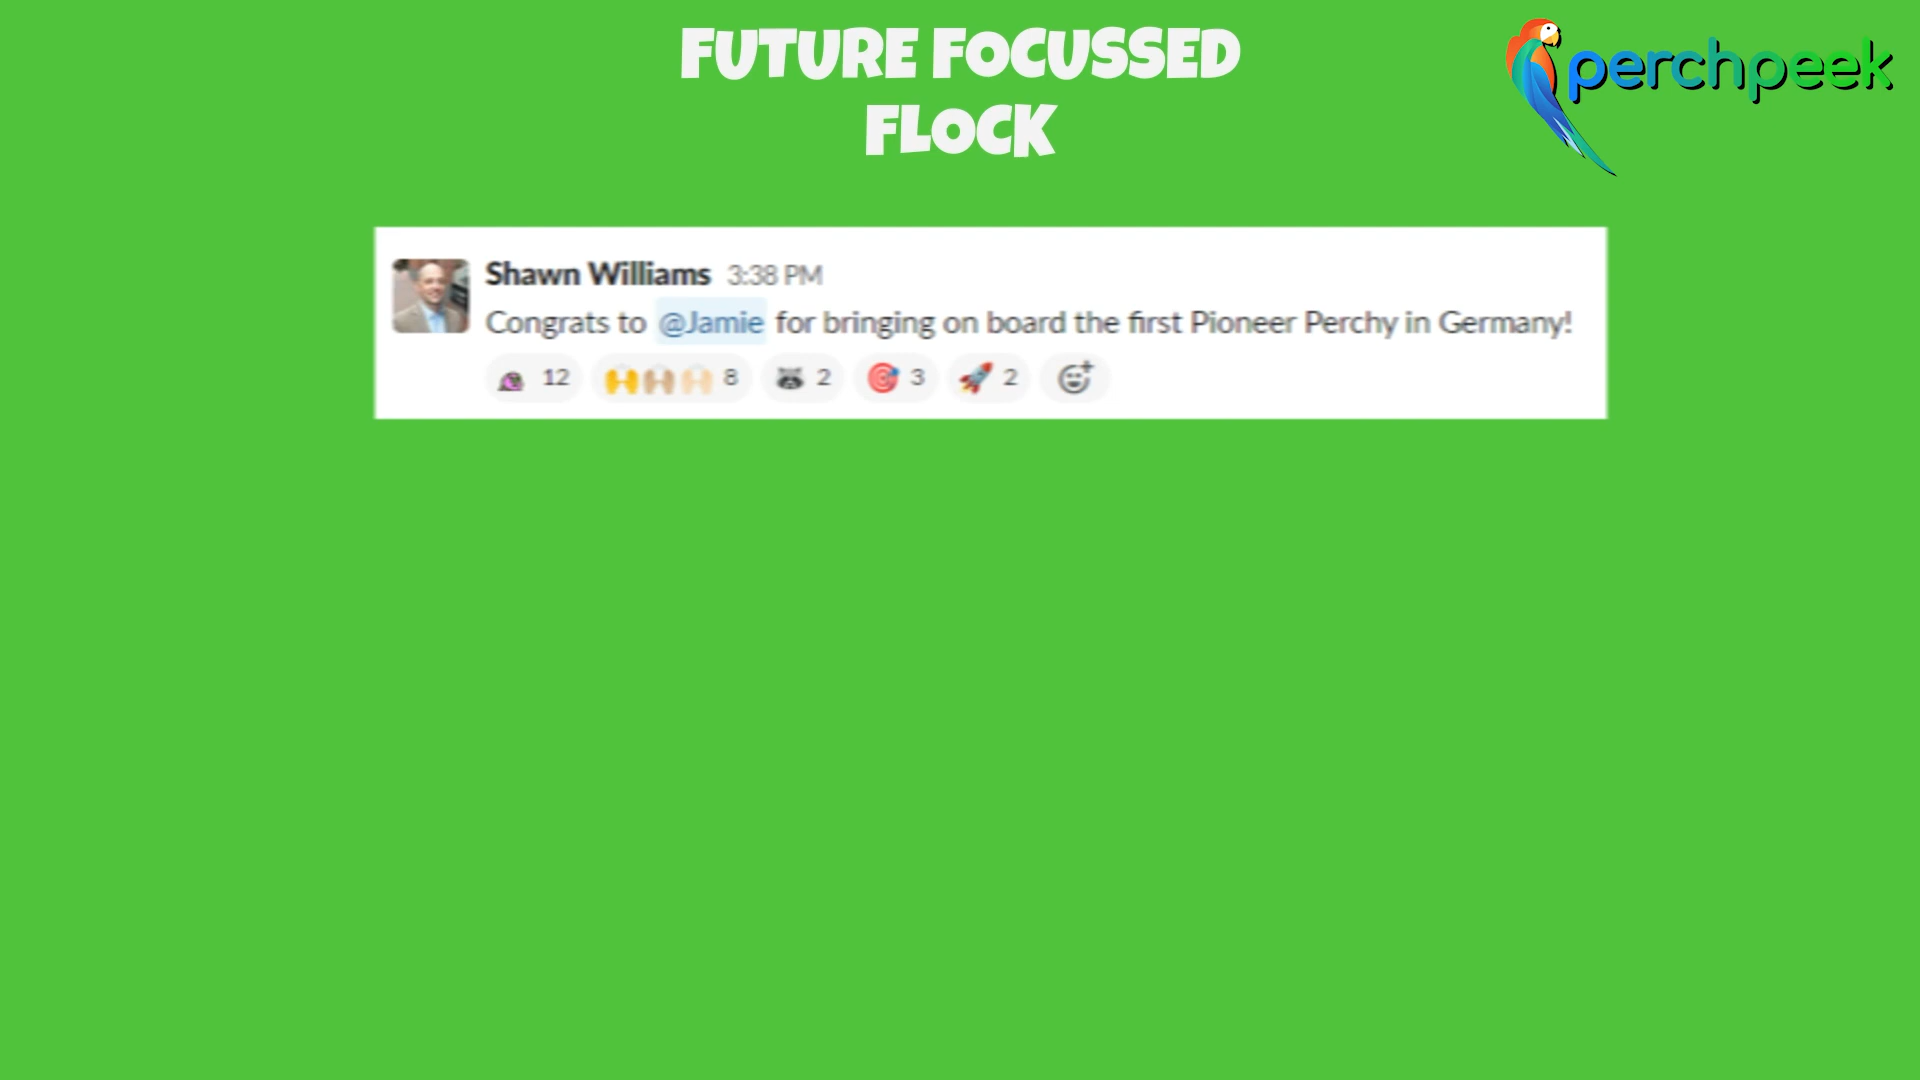 FUTURE FOCUSSED
FLOCK
perchpeek
Shawn Williams 3:38 PM
Congrats to @Jamie for bringing on board the first Pioneer Perchy in Germany!
12 8 2 3 2